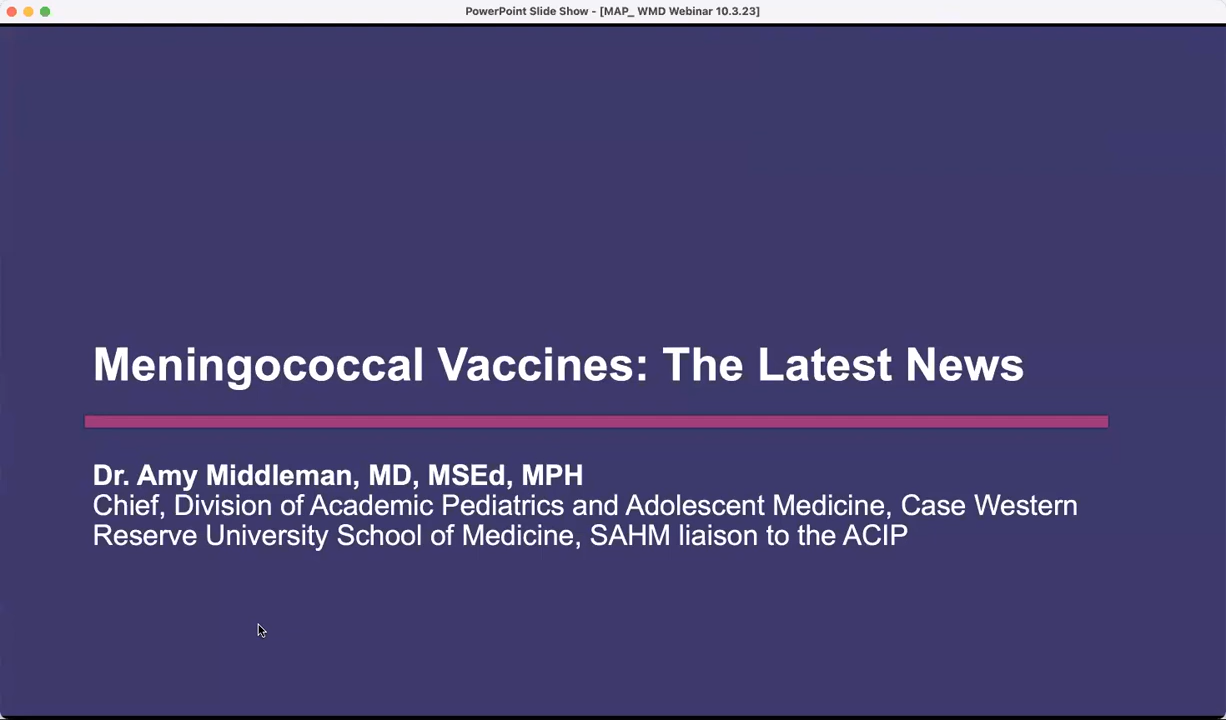 PowerPoint Slide Show - [MAP_ WMD Webinar 10.3.23]
Meningococcal Vaccines: The Latest News
Dr. Amy Middleman, MD, MSEd, MPH
Chief, Division of Academic Pediatrics and Adolescent Medicine, Case Western
Reserve University School of Medicine, SAHM liaison to the ACIP